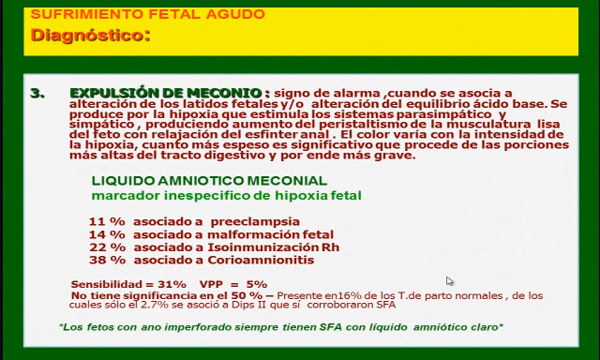 SUFRIMIENTO FETAL AGUDO
Diagnóstico:
3. EXPULSIÓN DE MECONIO : signo de alarma ,cuando se asocia a
alteración de los latidos fetales y/o alteración del equilibrio ácido base. Se
produce por la hipoxia que estimula los sistemas parasimpático y
simpático , produciendo aumento del peristaltismo de la musculatura lisa
del feto con relajación del esfinter anal . El color varía con la intensidad de
la hipoxia, cuanto más espeso es significativo que procede de las porciones
más altas del tracto digestivo y por ende más grave.
LIQUIDO AMNIOTICO MECONIAL
marcador inespecifico de hipoxia fetal
11 % asociado a preeclampsia
14 % asociado a malformación fetal
22 % asociado a Isoinmunización Rh
38 % asociado a Corioamnionitis
Sensibilidad = 31% VPP = 5%
No tiene significancia en el 50 % – Presente en16% de los T.de parto normales , de los
cuales sólo el 2.7% se asoció a Dips II que sí corroboraron SFA
*Los fetos con ano imperforado siempre tienen SFA con líquido amniótico claro*